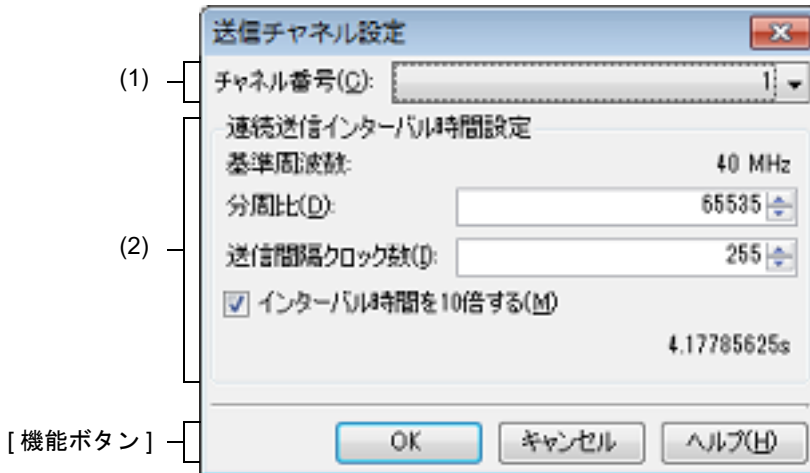 送信チャネル設定
(1)
チャネル番号(C): 1
(2)
連続送信インターバル時間設定
基準周波数: 40 MHz
分周比(D): 65535
送信間隔クロック数(I): 255
インターバル時間を10倍する(M)
4.17785625s
[ 機能ボタン ]
OK キャンセル ヘルプ(H)